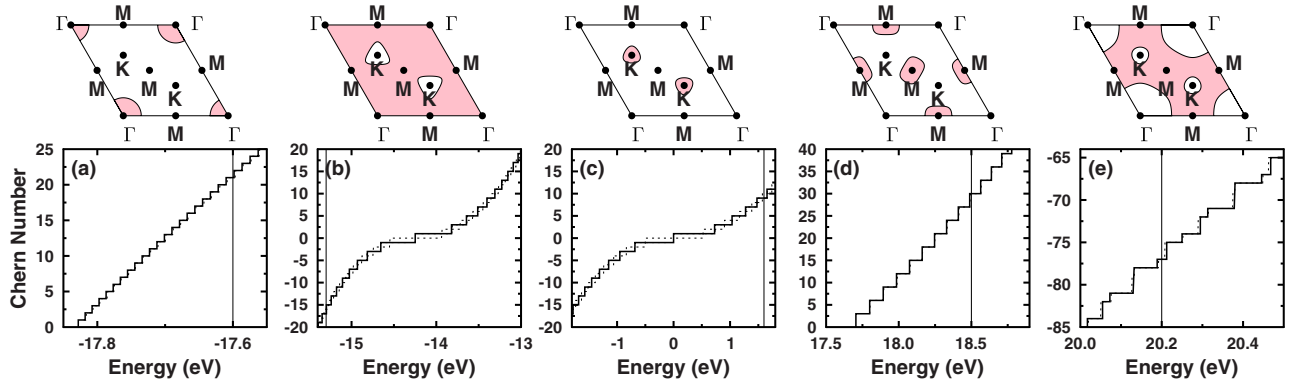 Γ M Γ M Γ M M M Γ
M M M M M
K K K K
M M K M M K M M K M M M M K
K K K K K
Γ M Γ M Γ M Γ M Γ
25 (a) 20 (b) 20 (c) 40 (d) -65 (e)
20 15 15 35 -70
15 10 10 30 -75
10 5 5 25 -80
5 0 0 20 -85
0 -5 -5 15
-10 -10 10
-15 -15 5
-20 -20 0
Chern Number
-17.8 -17.6 -15 -14 -13 -1 0 1 17.5 18.0 18.5 20.0 20.2 20.4
Energy (eV) Energy (eV) Energy (eV) Energy (eV) Energy (eV)